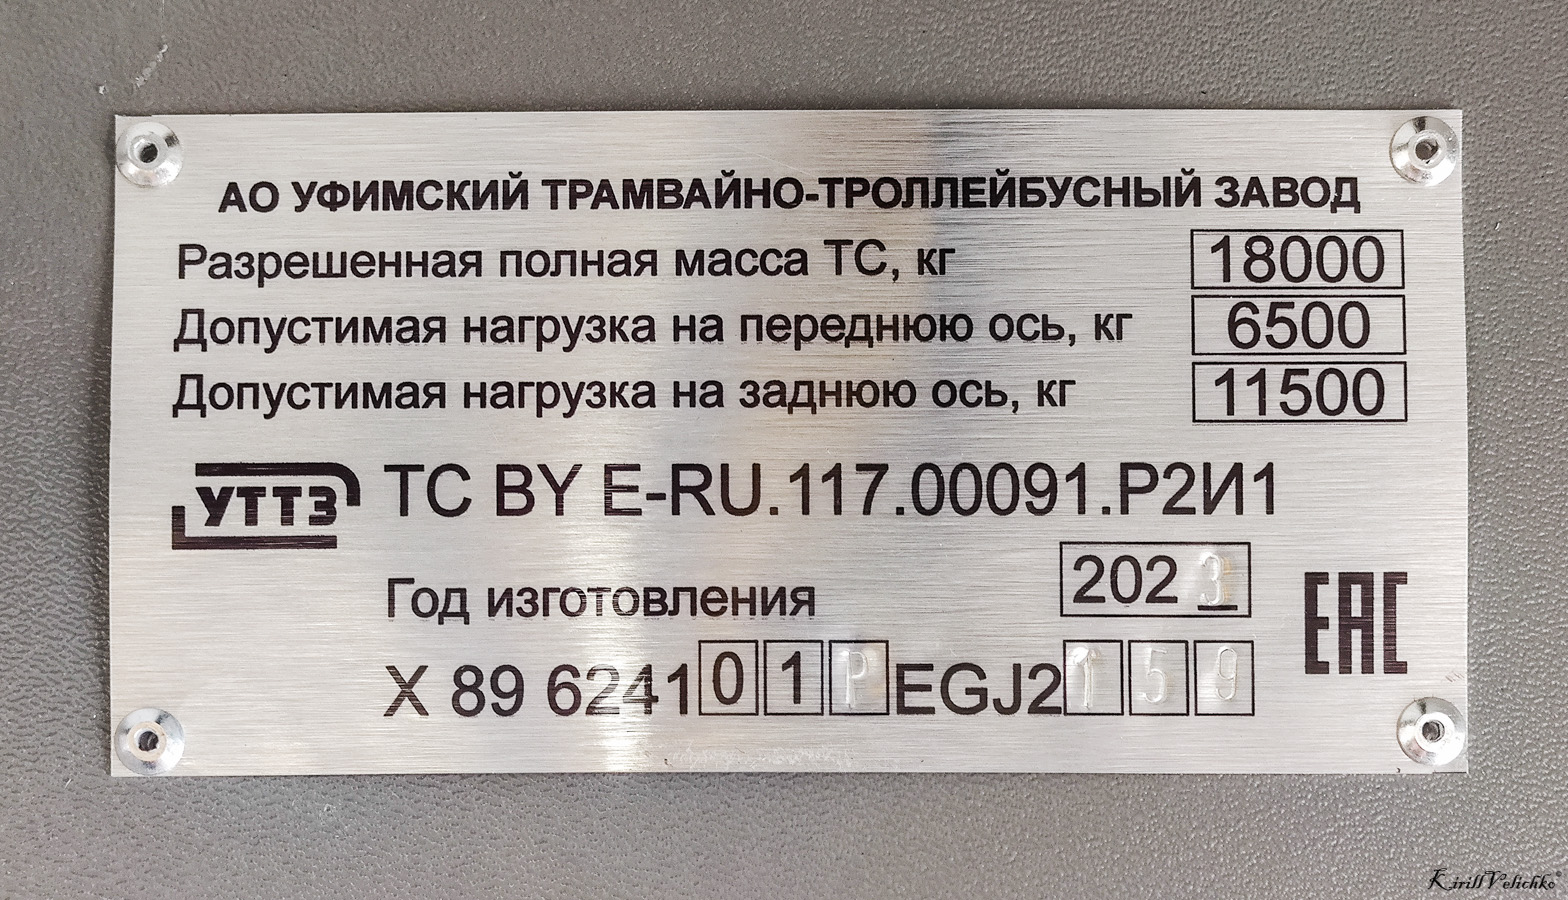 АО УФИМСКИЙ ТРАМВАЙНО-ТРОЛЛЕЙБУСНЫЙ ЗАВОД
Разрешенная полная масса ТС, кг 18000
Допустимая нагрузка на переднюю ось, кг 6500
Допустимая нагрузка на заднюю ось, кг 11500
УТТЗ ТС BY E-RU.117.00091.Р2И1
Год изготовления 2023
EAC
X 89 624101PEGJ2159
KirillVelichko